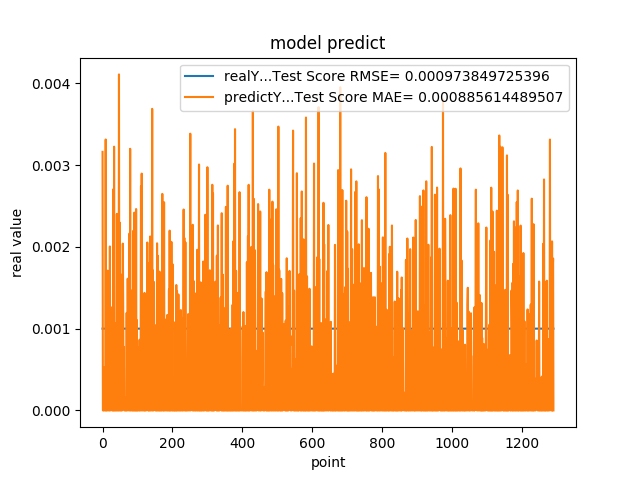 model predict
realY...Test Score RMSE= 0.000973849725396
predictY...Test Score MAE= 0.000885614489507
0.004
0.003
0.002
0.001
0.000
real value
0 200 400 600 800 1000 1200
point